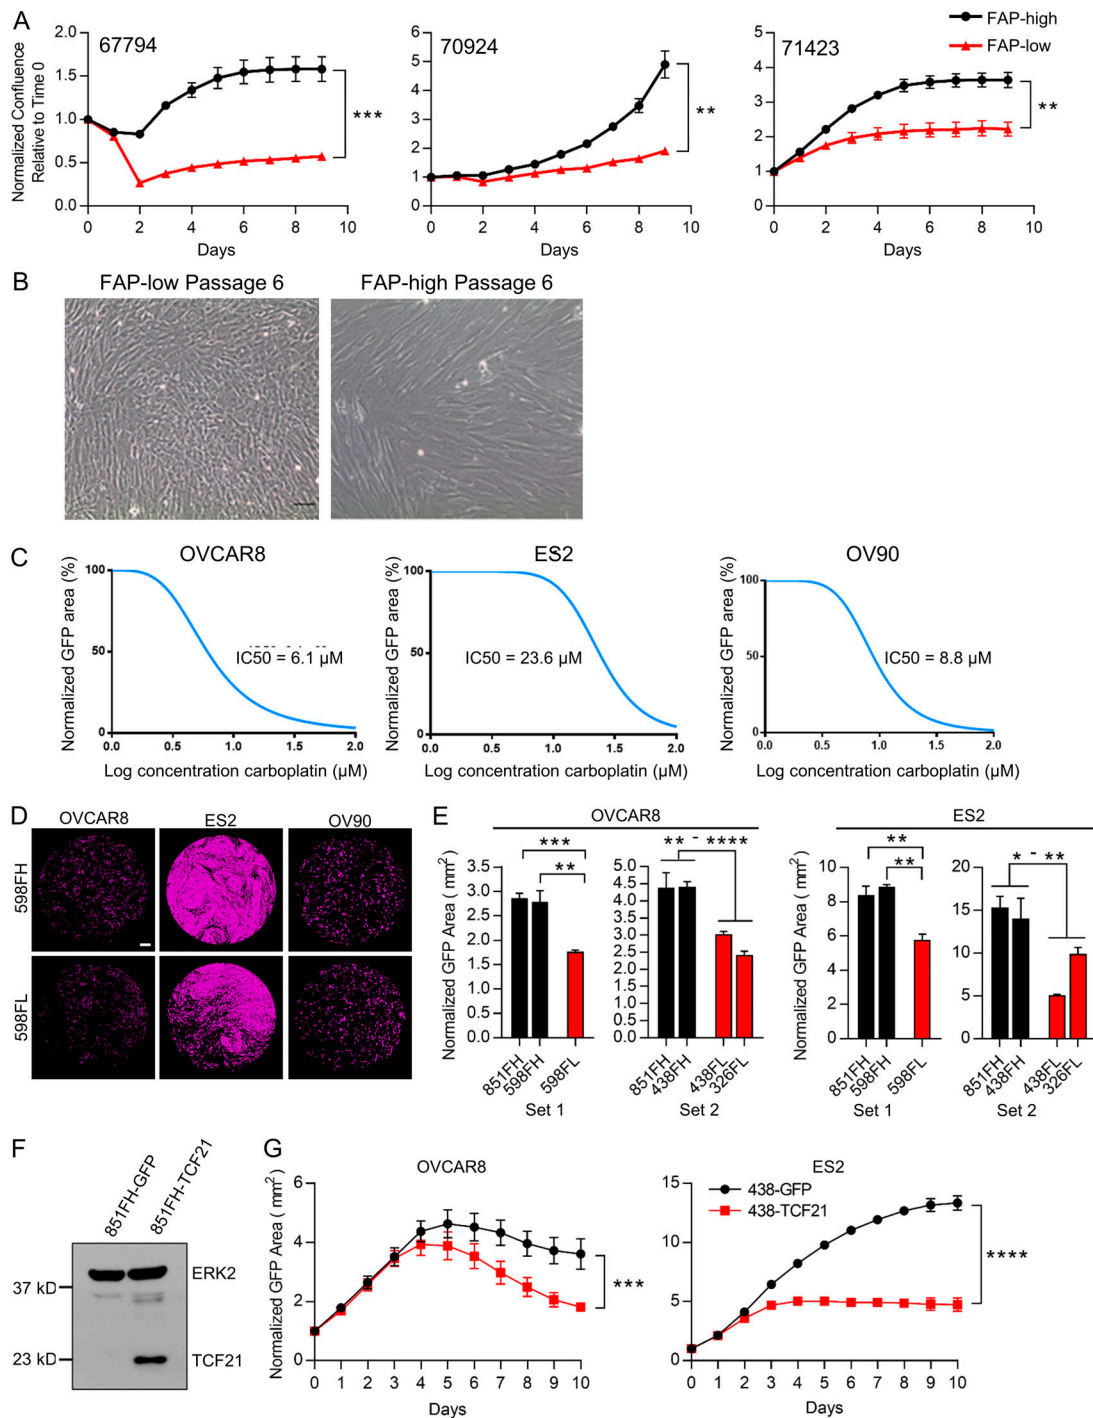 A
FAP-high
FAP-low
67794
70924
71423
Normalized Confluence
Relative to Time 0
2.0
1.5
1.0
0.5
0.0
6
5
4
3
2
1
0
5
4
3
2
1
0
***
**
**
0 2 4 6 8 10
0 2 4 6 8 10
0 2 4 6 8 10
Days
Days
Days
B
FAP-low Passage 6
FAP-high Passage 6
C
OVCAR8
ES2
OV90
Normalized GFP area (%)
Normalized GFP area (%)
Normalized GFP area (%)
100
50
0
100
50
0
100
50
0
IC50 = 6.1 µM
IC50 = 23.6 µM
IC50 = 8.8 µM
0.0 0.5 1.0 1.5 2.0
0.0 0.5 1.0 1.5 2.0
0.0 0.5 1.0 1.5 2.0
Log concentration carboplatin (µM)
Log concentration carboplatin (µM)
Log concentration carboplatin (µM)
D
OVCAR8
ES2
OV90
598FH
598FL
E
OVCAR8
ES2
Normalized GFP Area ( mm²)
Normalized GFP Area ( mm²)
***
**
** - ****
**
**
* - **
3.5
3.0
2.5
2.0
1.5
1.0
0.5
0.0
5.0
4.5
4.0
3.5
3.0
2.5
2.0
1.5
1.0
0.5
0.0
10
8
6
4
2
0
20
15
10
5
0
851FH
598FH
598FL
851FH
438FH
438FL
326FL
851FH
598FH
598FL
851FH
438FH
438FL
326FL
Set 1
Set 2
Set 1
Set 2
F
851FH-GFP
851FH-TCF21
37 kD
23 kD
ERK2
TCF21
G
OVCAR8
ES2
Normalized GFP Area ( mm²)
6
4
2
0
15
10
5
0
438-GFP
438-TCF21
***
****
0 1 2 3 4 5 6 7 8 9 10
0 1 2 3 4 5 6 7 8 9 10
Days
Days